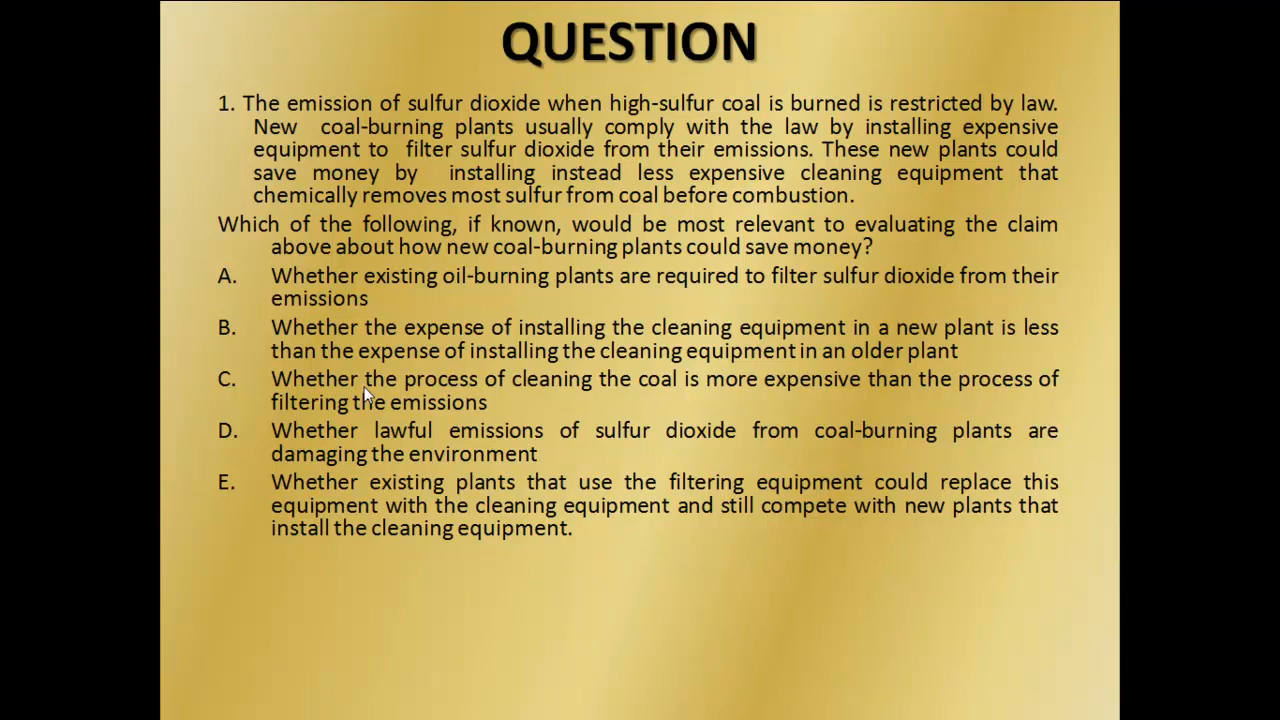 QUESTION
1. The emission of sulfur dioxide when high-sulfur coal is burned is restricted by law.
New coal-burning plants usually comply with the law by installing expensive
equipment to filter sulfur dioxide from their emissions. These new plants could
save money by installing instead less expensive cleaning equipment that
chemically removes most sulfur from coal before combustion.
Which of the following, if known, would be most relevant to evaluating the claim
above about how new coal-burning plants could save money?
A. Whether existing oil-burning plants are required to filter sulfur dioxide from their
emissions
B. Whether the expense of installing the cleaning equipment in a new plant is less
than the expense of installing the cleaning equipment in an older plant
C. Whether the process of cleaning the coal is more expensive than the process of
filtering the emissions
D. Whether lawful emissions of sulfur dioxide from coal-burning plants are
damaging the environment
E. Whether existing plants that use the filtering equipment could replace this
equipment with the cleaning equipment and still compete with new plants that
install the cleaning equipment.